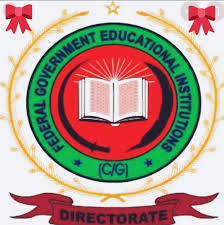 FEDERAL GOVERNMENT EDUCATIONAL INSTITUTIONS
(C/G)
DIRECTORATE